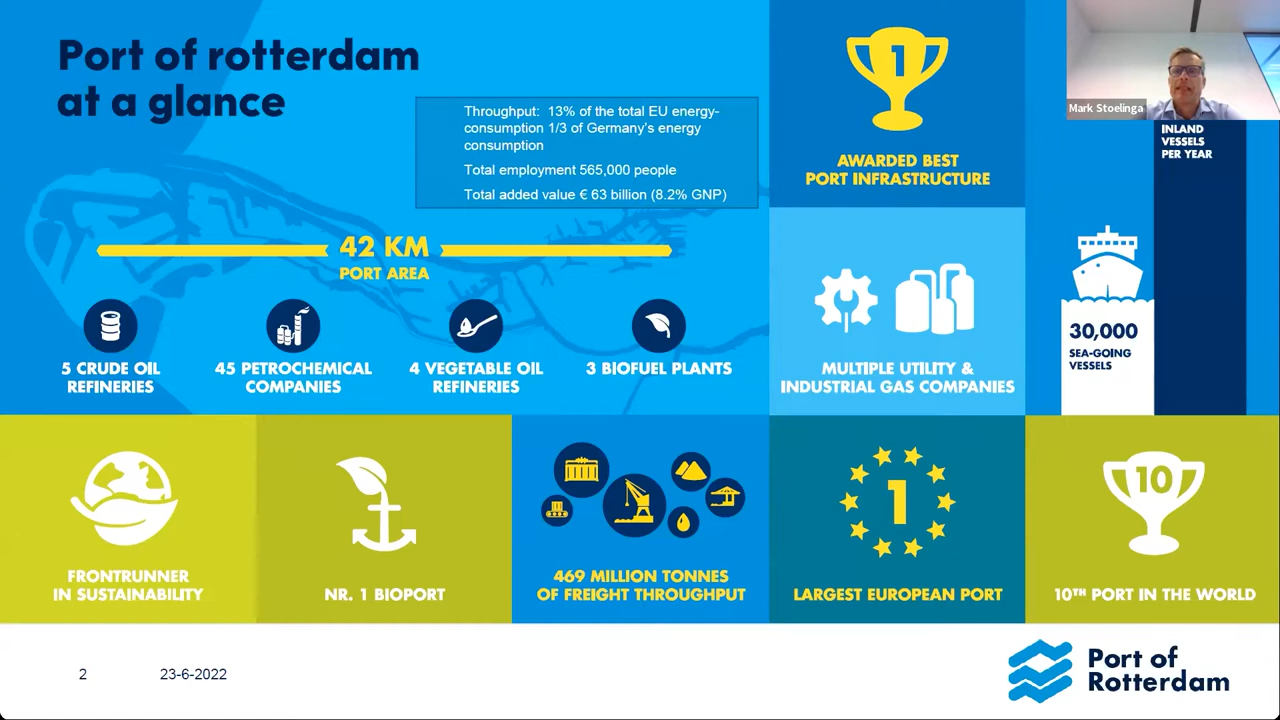 Port of rotterdam
at a glance
Throughput: 13% of the total EU energy-
consumption 1/3 of Germany's energy
consumption
Total employment 565,000 people
Total added value € 63 billion (8.2% GNP)
42 KM
PORT AREA
5 CRUDE OIL
REFINERIES
45 PETROCHEMICAL
COMPANIES
4 VEGETABLE OIL
REFINERIES
3 BIOFUEL PLANTS
1
AWARDED BEST
PORT INFRASTRUCTURE
MULTIPLE UTILITY &
INDUSTRIAL GAS COMPANIES
Mark Stoelinga
INLAND
VESSELS
PER YEAR
30,000
SEA-GOING
VESSELS
FRONTRUNNER
IN SUSTAINABILITY
NR. 1 BIOPORT
469 MILLION TONNES
OF FREIGHT THROUGHPUT
1
LARGEST EUROPEAN PORT
10
10TH PORT IN THE WORLD
2
23-6-2022
Port of
Rotterdam